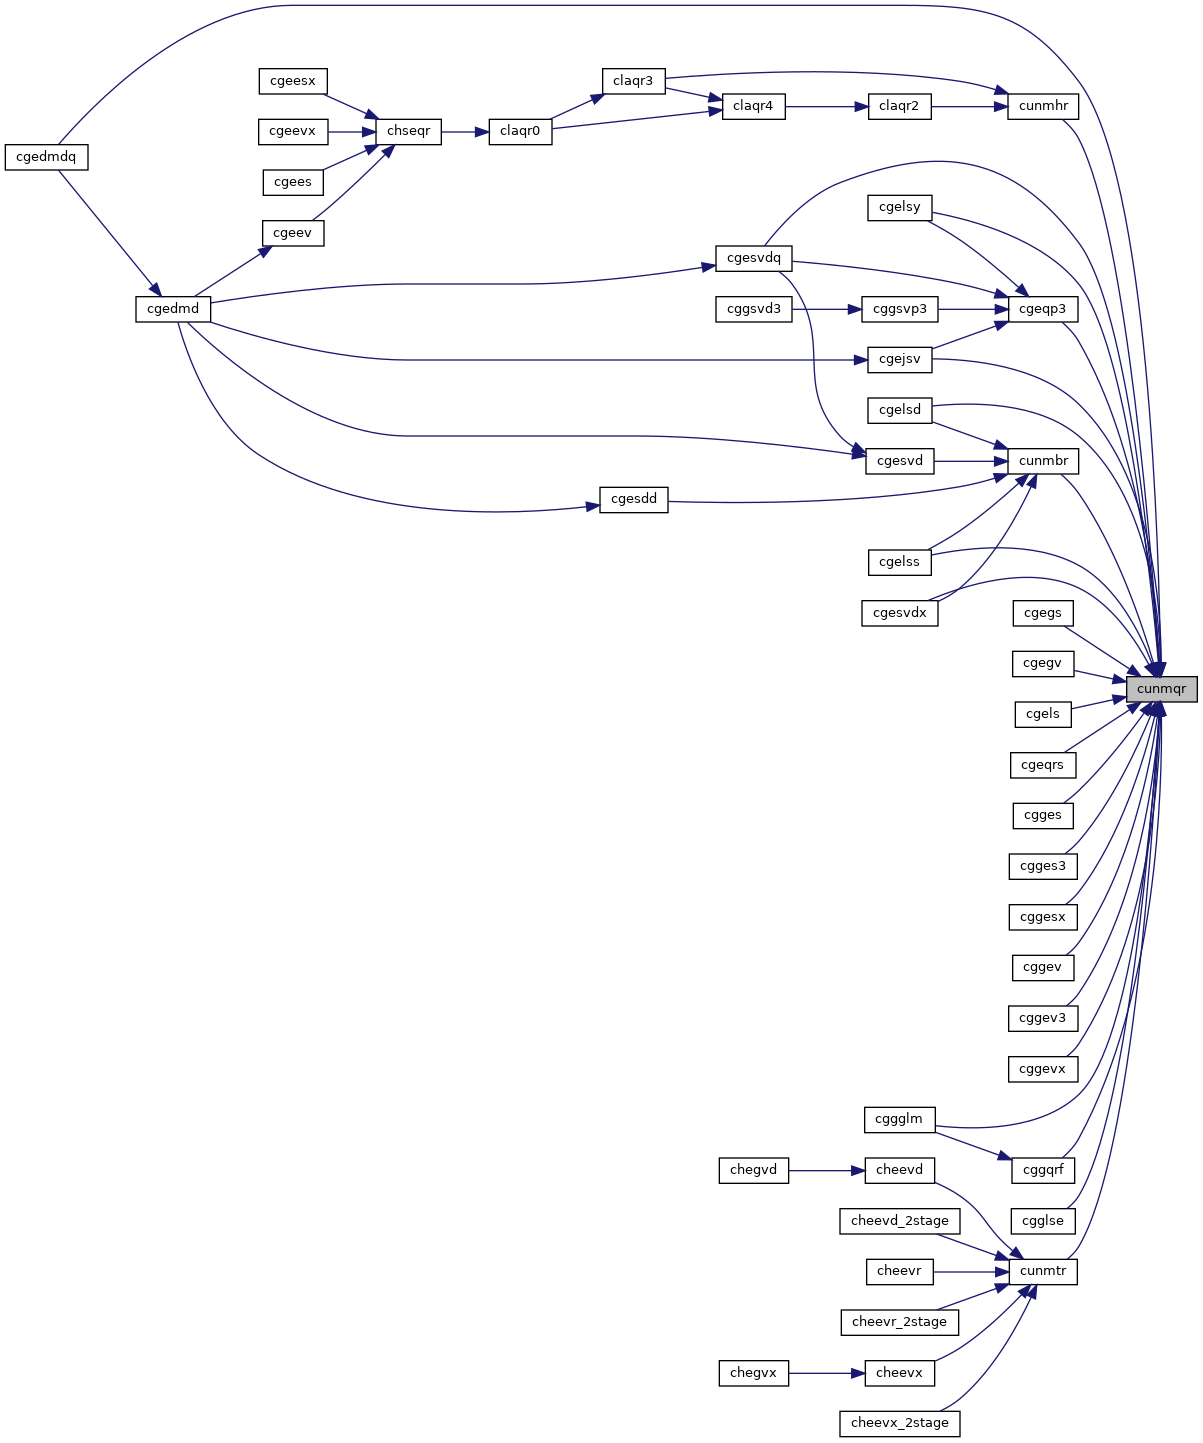 cgeesx
claqr3
claqr4
claqr2
cunmhr
cgeevx
chseqr
claqr0
cgedmdq
cgees
cgelsy
cgeev
cgesvdq
cgedmd
cggsvd3
cggsvp3
cgeqp3
cgejsv
cgelsd
cgesvd
cunmbr
cgesdd
cgelss
cgesvdx
cgegs
cgegv
cunmqr
cgels
cgeqrs
cgges
cgges3
cggesx
cggev
cggev3
cggevx
cggglm
chegvd
cheevd
cggqrf
cheevd_2stage
cgglse
cheevr
cunmtr
cheevr_2stage
chegvx
cheevx
cheevx_2stage